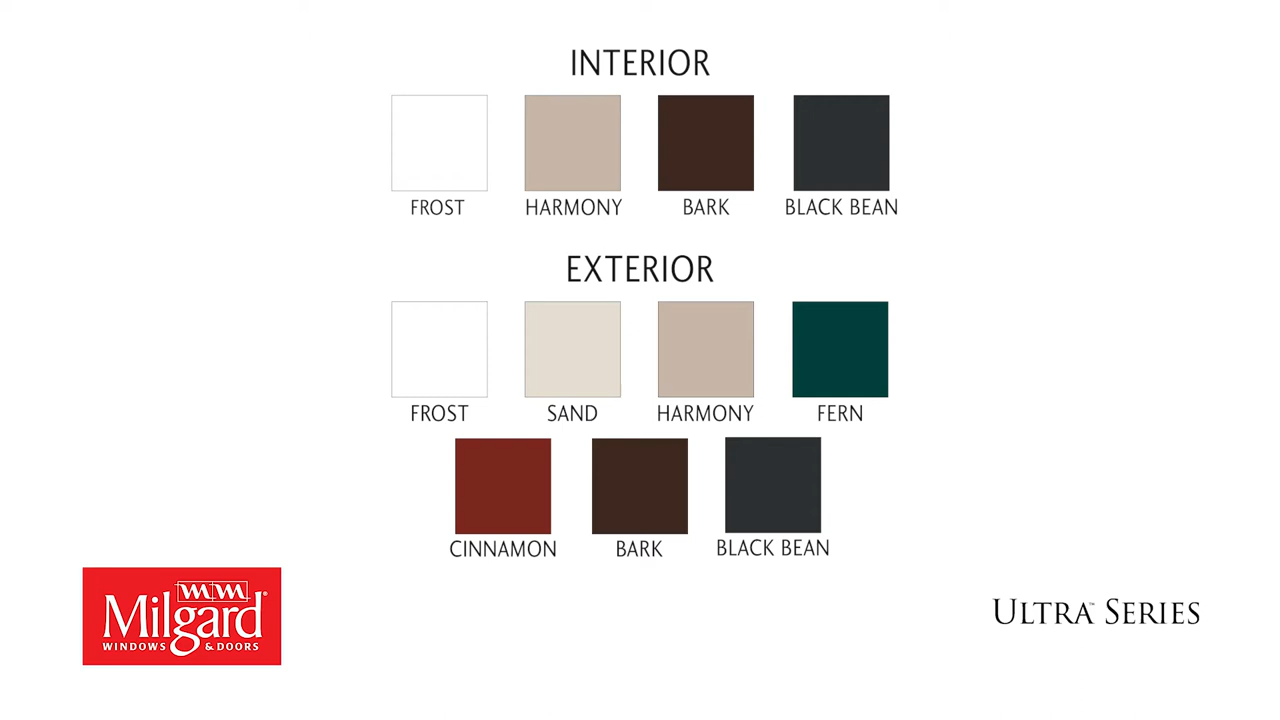 INTERIOR
FROST HARMONY BARK BLACK BEAN
EXTERIOR
FROST SAND HARMONY FERN
CINNAMON BARK BLACK BEAN
Milgard®
WINDOWS & DOORS
ULTRA™ SERIES